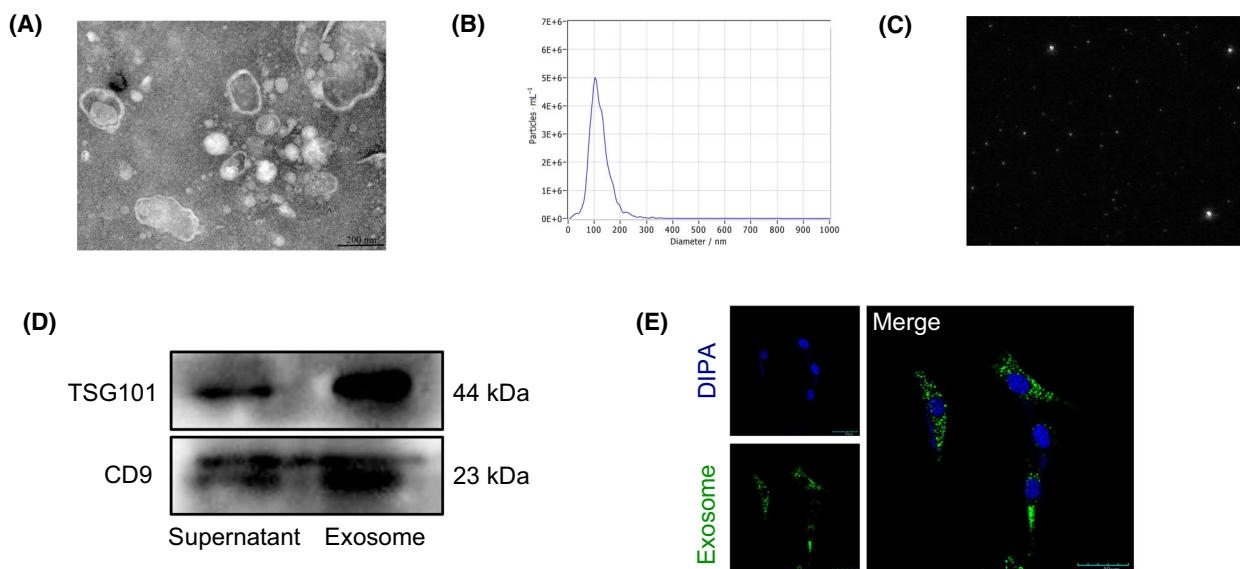 (A)
200 nm
(B)
7E+6
6E+6
5E+6
4E+6
3E+6
2E+6
1E+6
0E+0
Particles · mL⁻¹
0 100 200 300 400 500 600 700 800 900 1000
Diameter / nm
(C)
(D)
TSG101 44 kDa
CD9 23 kDa
Supernatant Exosome
(E)
DIPA
Exosome
Merge